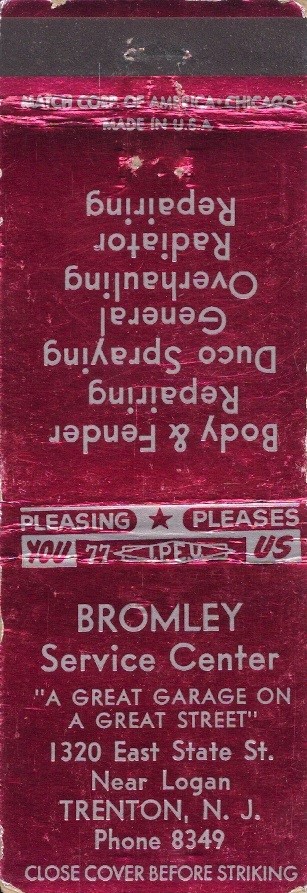 MATCH CORP. OF AMERICA · CHICAGO
MADE IN U.S.A.
Body & Fender
Repairing
Duco Spraying
General
Overhauling
Radiator
Repairing
PLEASING ★ PLEASES
YOU 77 I.P.E.U. US
BROMLEY
Service Center
"A GREAT GARAGE ON
A GREAT STREET"
1320 East State St.
Near Logan
TRENTON, N. J.
Phone 8349
CLOSE COVER BEFORE STRIKING